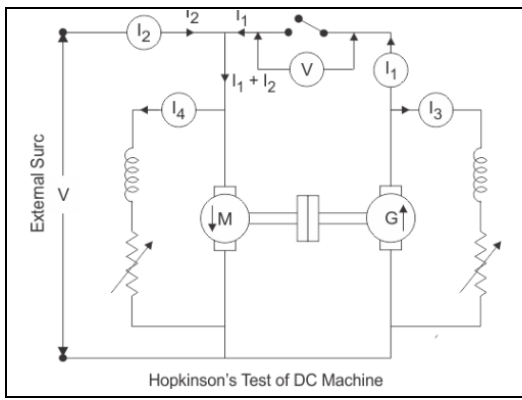 I₂
I₂
I₁
V
I₁
I₁ + I₂
I₄
I₃
External Surc
V
M
G
Hopkinson's Test of DC Machine